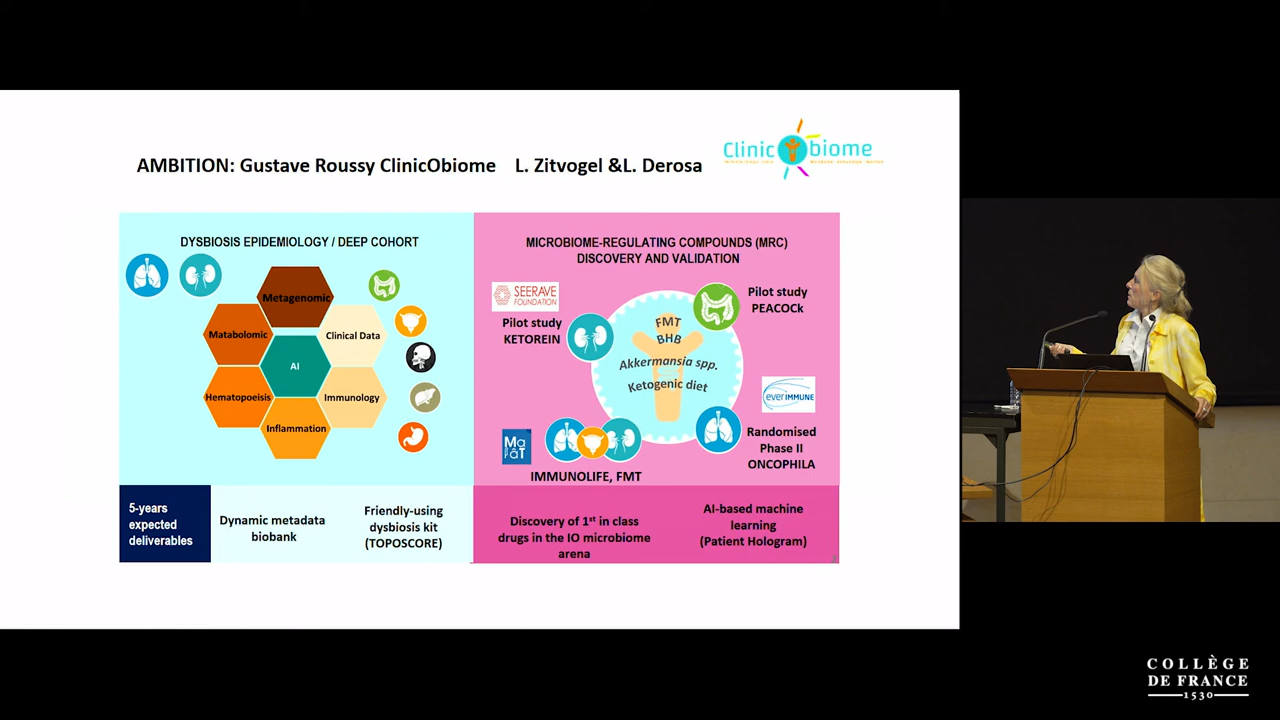 AMBITION: Gustave Roussy ClinicObiome L. Zitvogel &L. Derosa
Clinic biome
DYSBIOSIS EPIDEMIOLOGY / DEEP COHORT
Metagenomic
Matabolomic
Clinical Data
AI
Hematopoeisis
Immunology
Inflammation
MICROBIOME-REGULATING COMPOUNDS (MRC)
DISCOVERY AND VALIDATION
SEERAVE
FOUNDATION
Pilot study
KETOREIN
Pilot study
PEACOCk
FMT
BHB
Akkermansia spp.
Ketogenic diet
everIMMUNE
Randomised
Phase II
ONCOPHILA
IMMUNOLIFE, FMT
5-years
expected
deliverables
Dynamic metadata
biobank
Friendly-using
dysbiosis kit
(TOPOSCORE)
Discovery of 1st in class
drugs in the IO microbiome
arena
AI-based machine
learning
(Patient Hologram)
COLLÈGE
DE FRANCE
1530